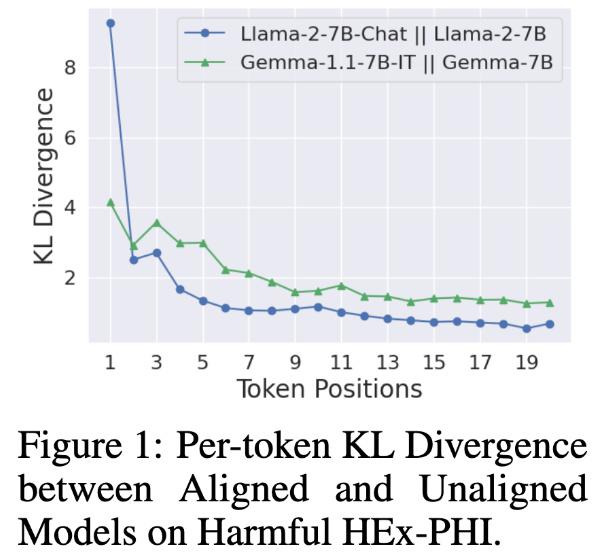 Llama-2-7B-Chat || Llama-2-7B
Gemma-1.1-7B-IT || Gemma-7B
KL Divergence
8
6
4
2
1 3 5 7 9 11 13 15 17 19
Token Positions
Figure 1: Per-token KL Divergence
between Aligned and Unaligned
Models on Harmful HEx-PHI.